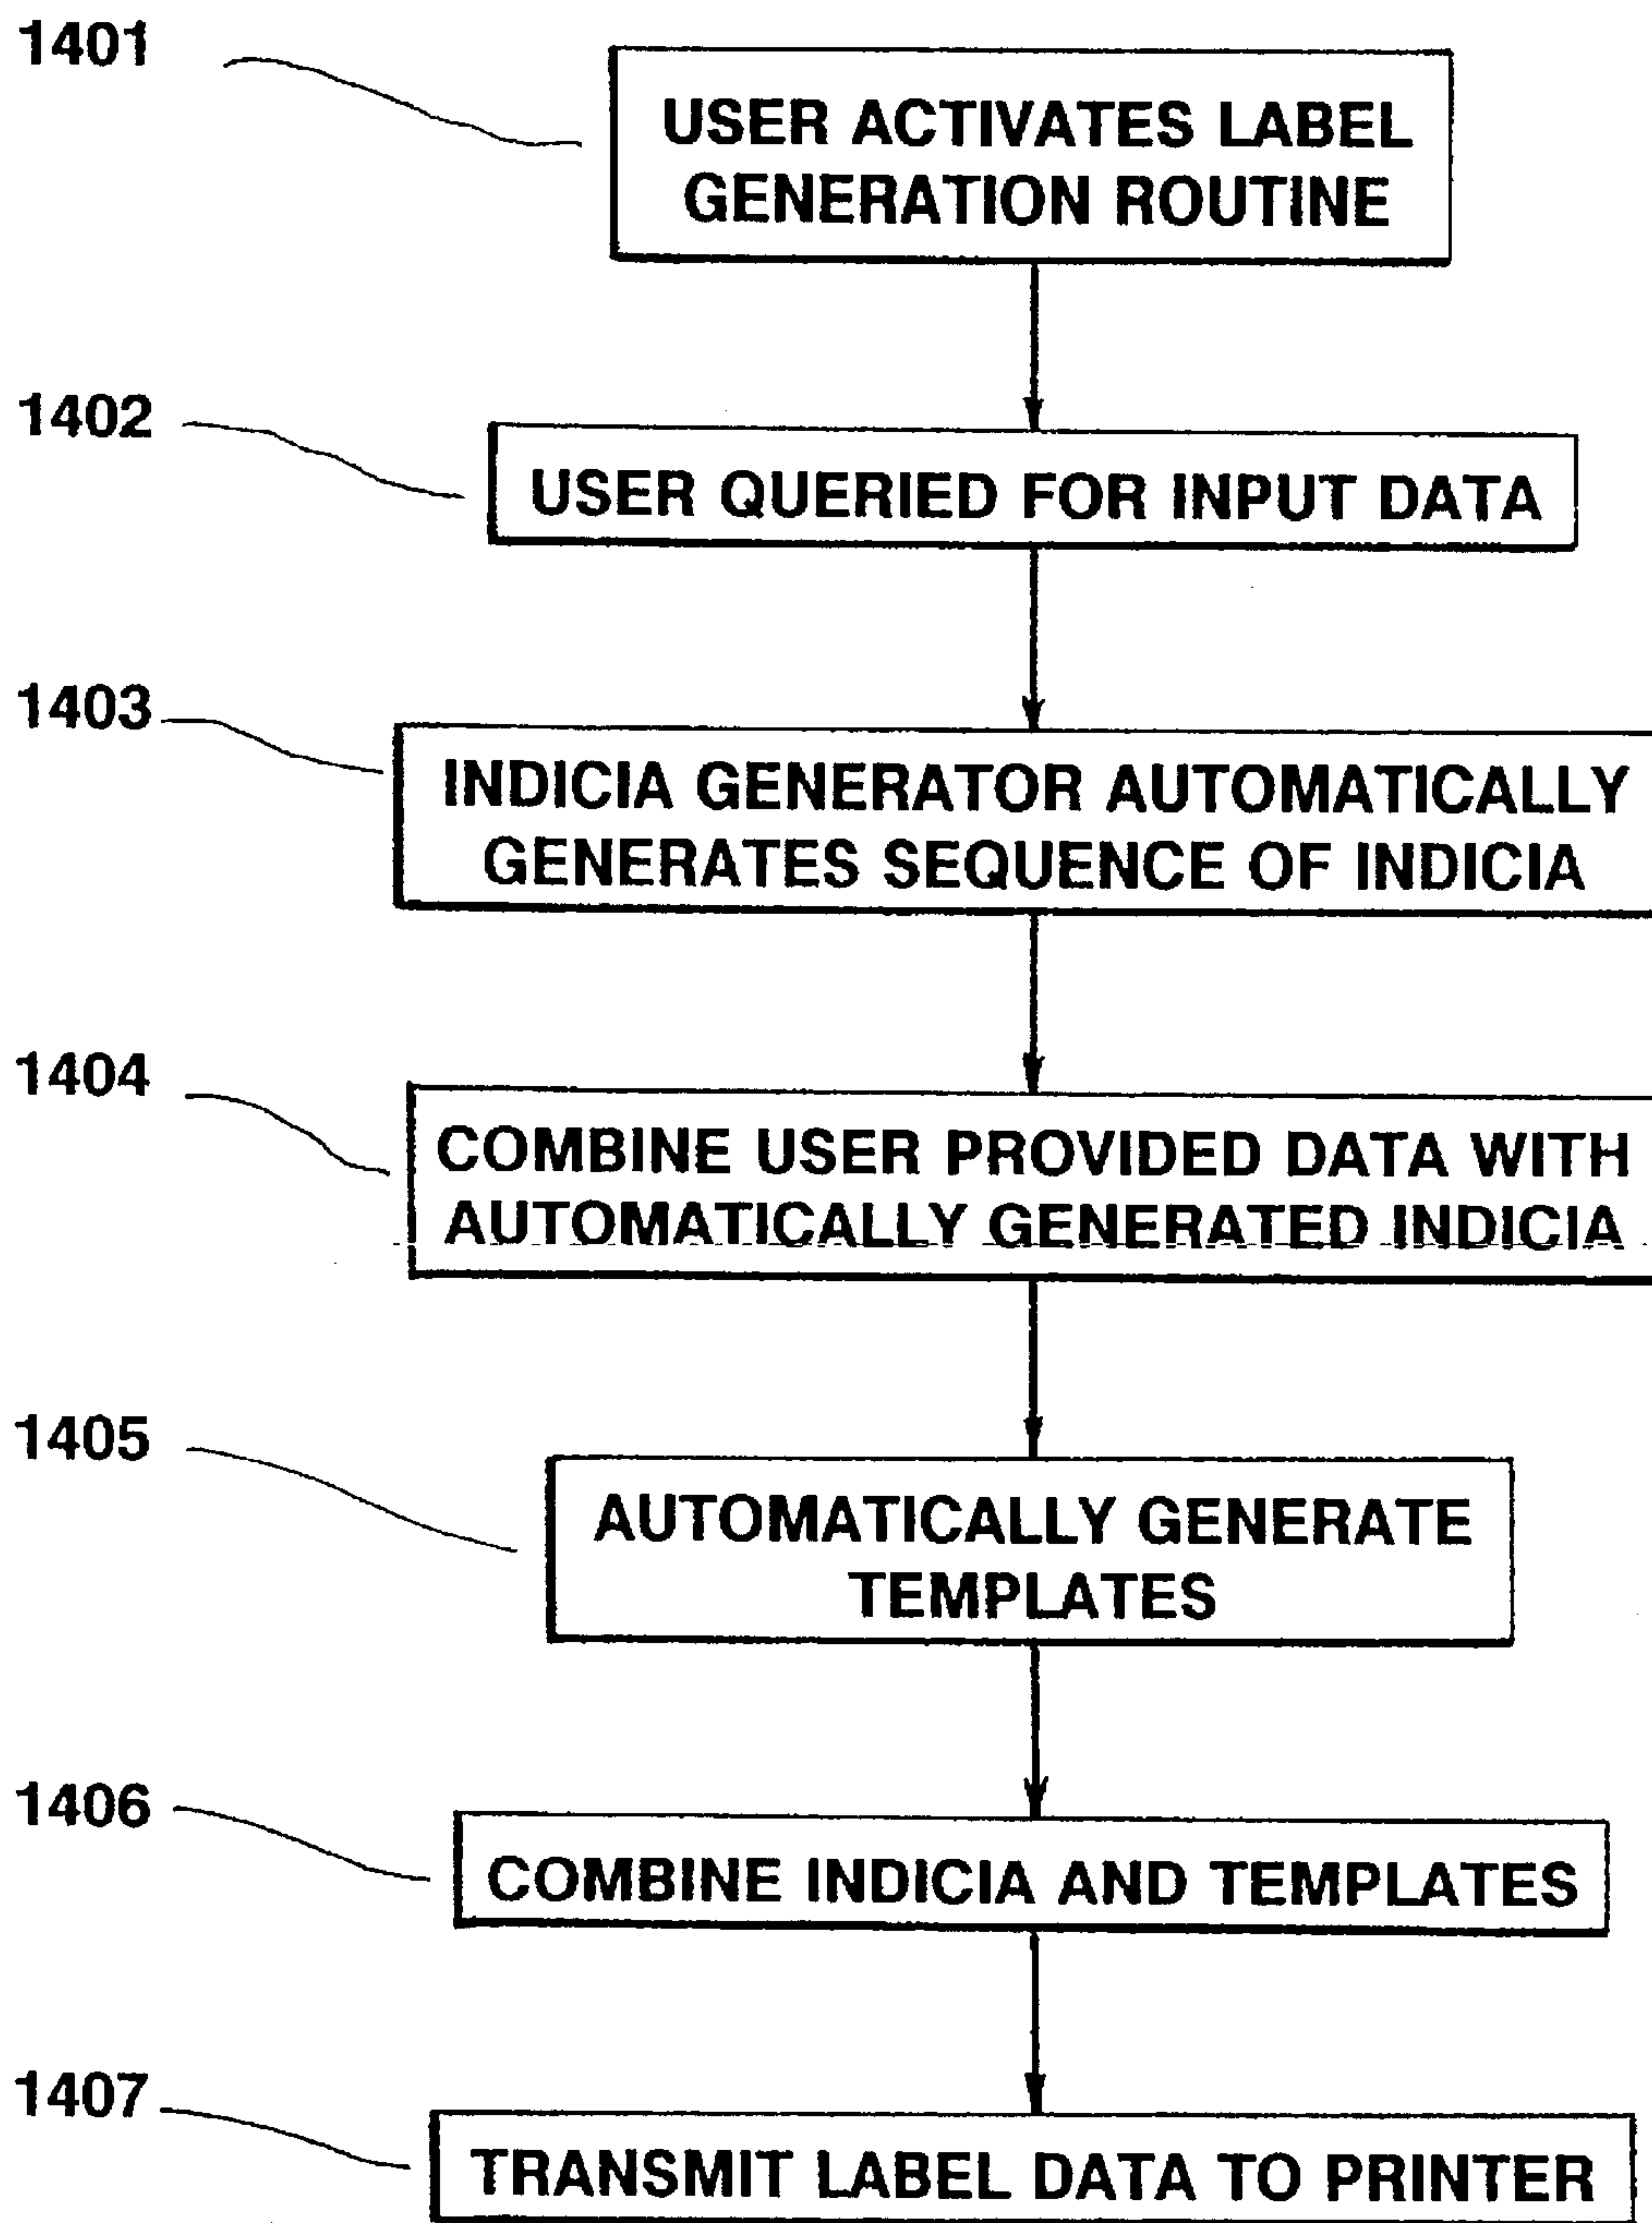 1401
USER ACTIVATES LABEL
GENERATION ROUTINE
1402
USER QUERIED FOR INPUT DATA
1403
INDICIA GENERATOR AUTOMATICALLY
GENERATES SEQUENCE OF INDICIA
1404
COMBINE USER PROVIDED DATA WITH
AUTOMATICALLY GENERATED INDICIA
1405
AUTOMATICALLY GENERATE
TEMPLATES
1406
COMBINE INDICIA AND TEMPLATES
1407
TRANSMIT LABEL DATA TO PRINTER